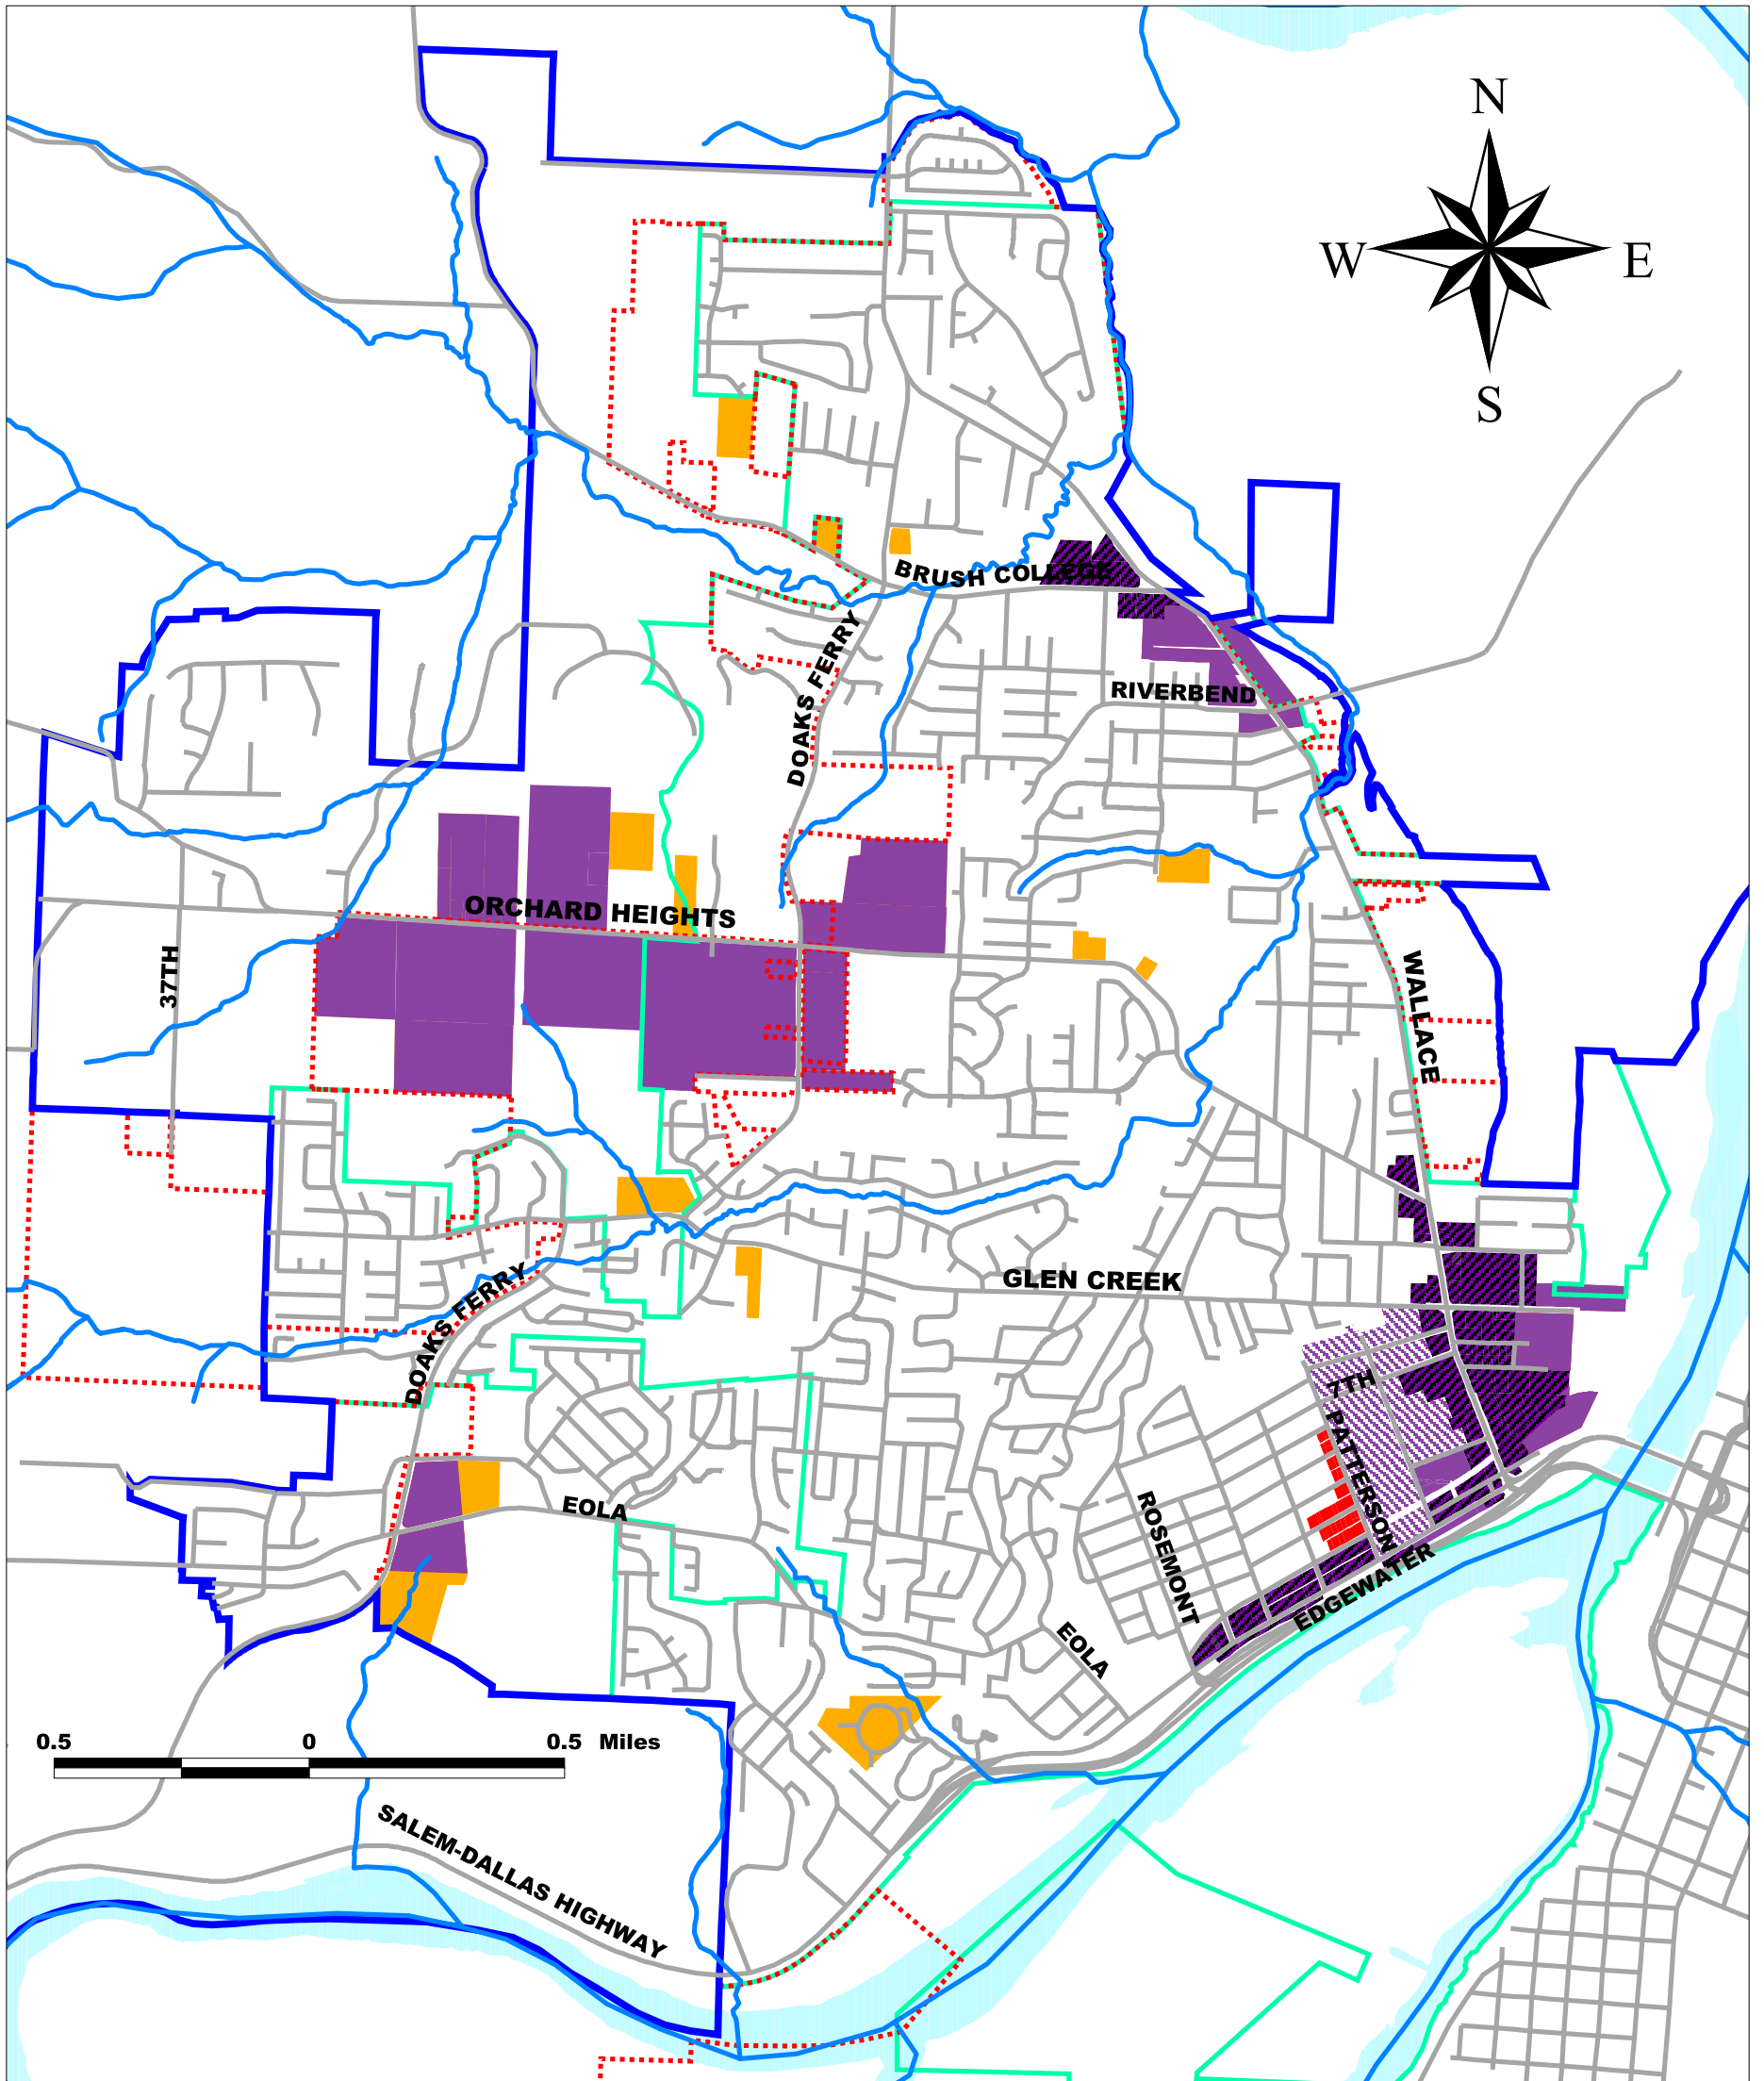 N
W
E
S
BRUSH COLLEGE
DOAKS FERRY
RIVERBEND
ORCHARD HEIGHTS
37TH
WALLACE
GLEN CREEK
DOAKS FERRY
7TH
PATTERSON
EOLA
ROSEMONT
EDGEWATER
EOLA
0.5 0 0.5 Miles
SALEM-DALLAS HIGHWAY